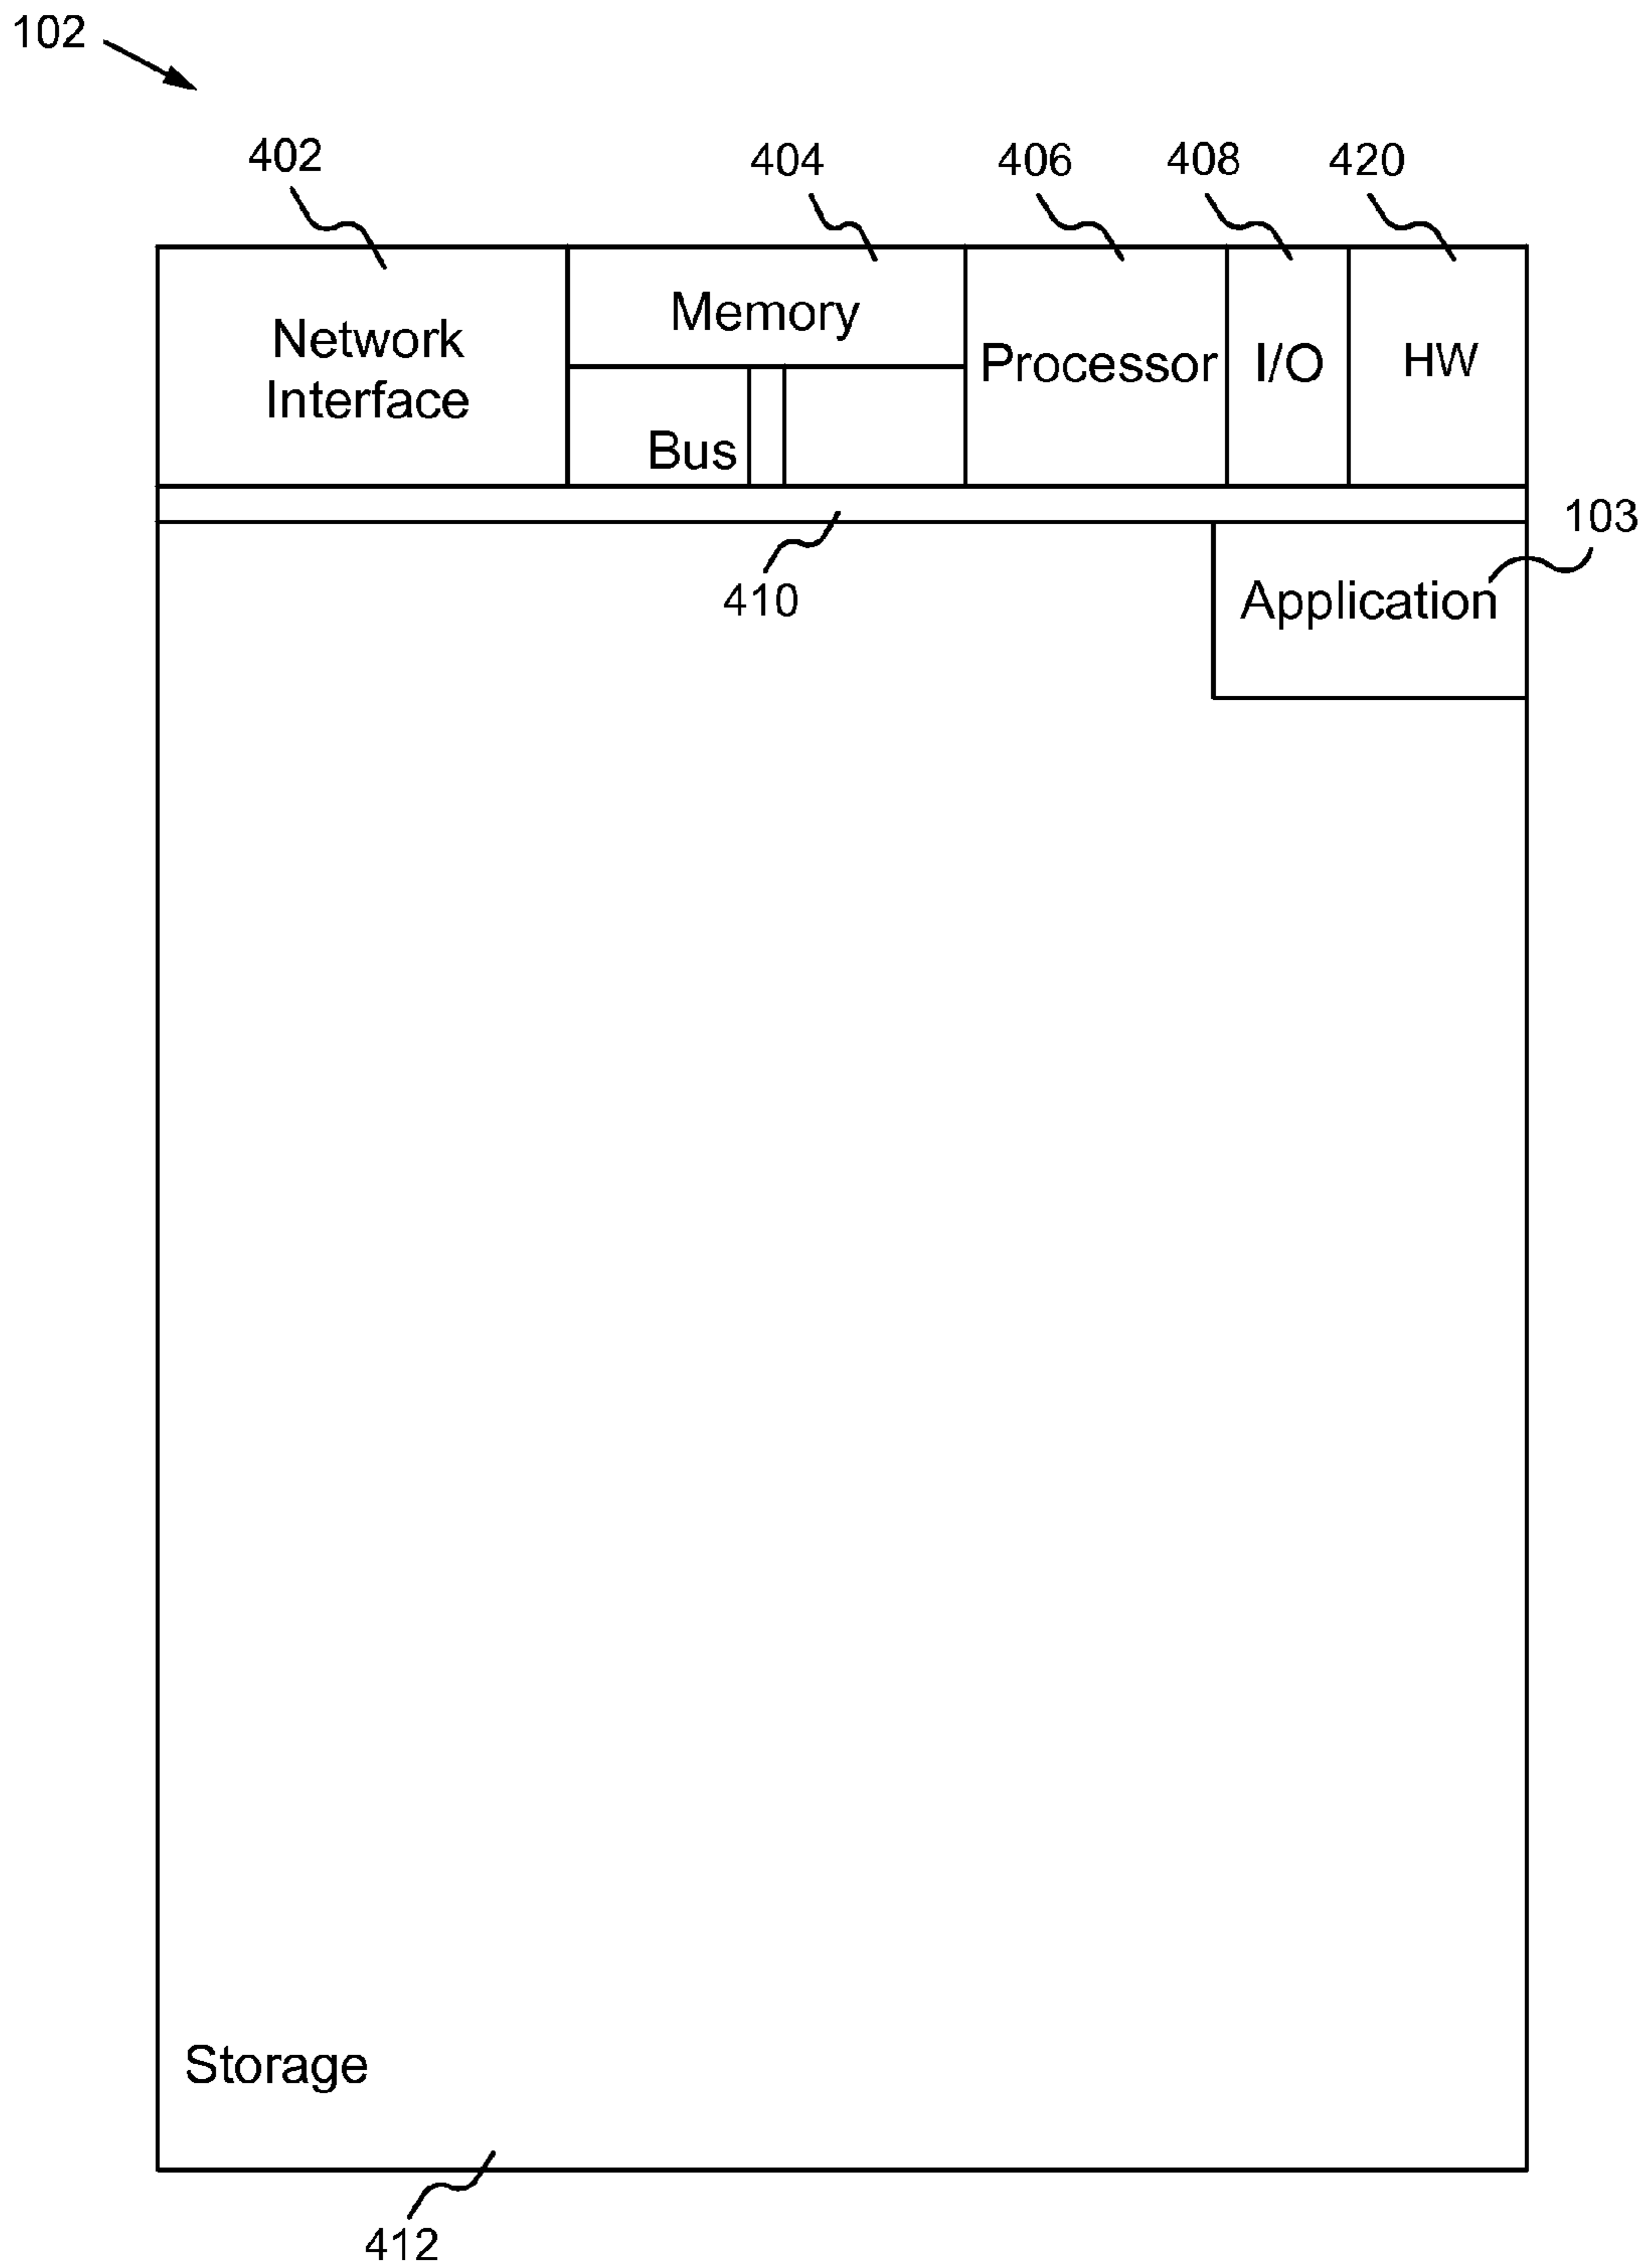 102
402
404
406
408
420
Network
Interface
Memory
Processor
I/O
HW
Bus
103
410
Application
Storage
412